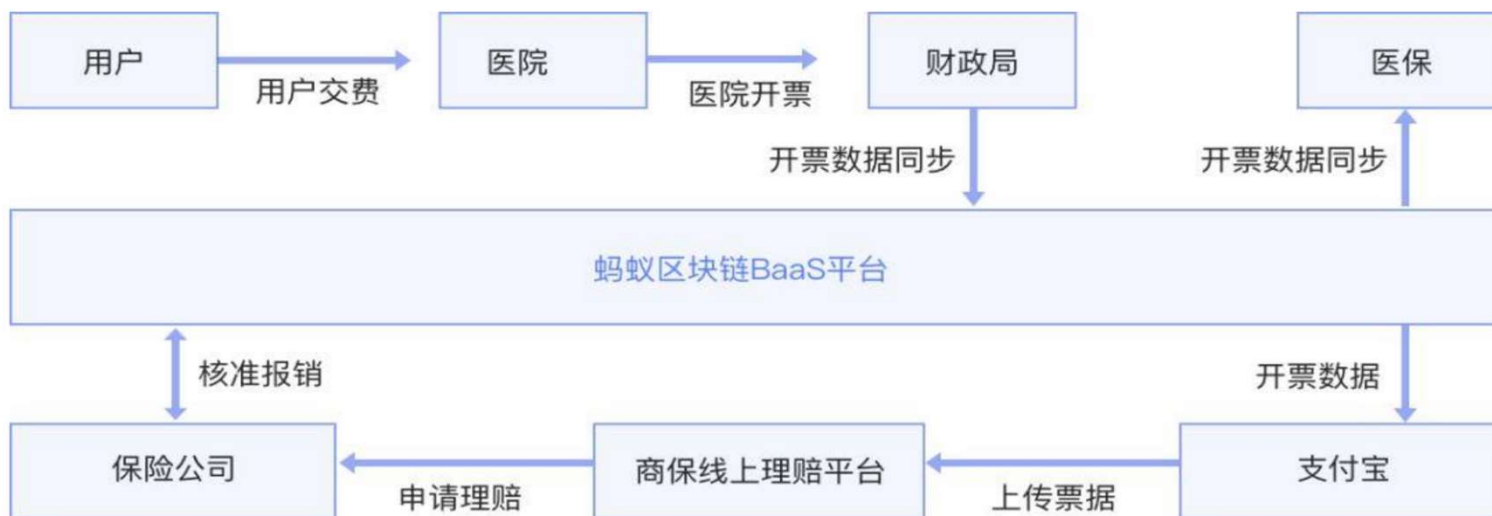 用户
用户交费
医院
医院开票
财政局
医保
开票数据同步
开票数据同步
蚂蚁区块链BaaS平台
核准报销
开票数据
保险公司
申请理赔
商保线上理赔平台
上传票据
支付宝